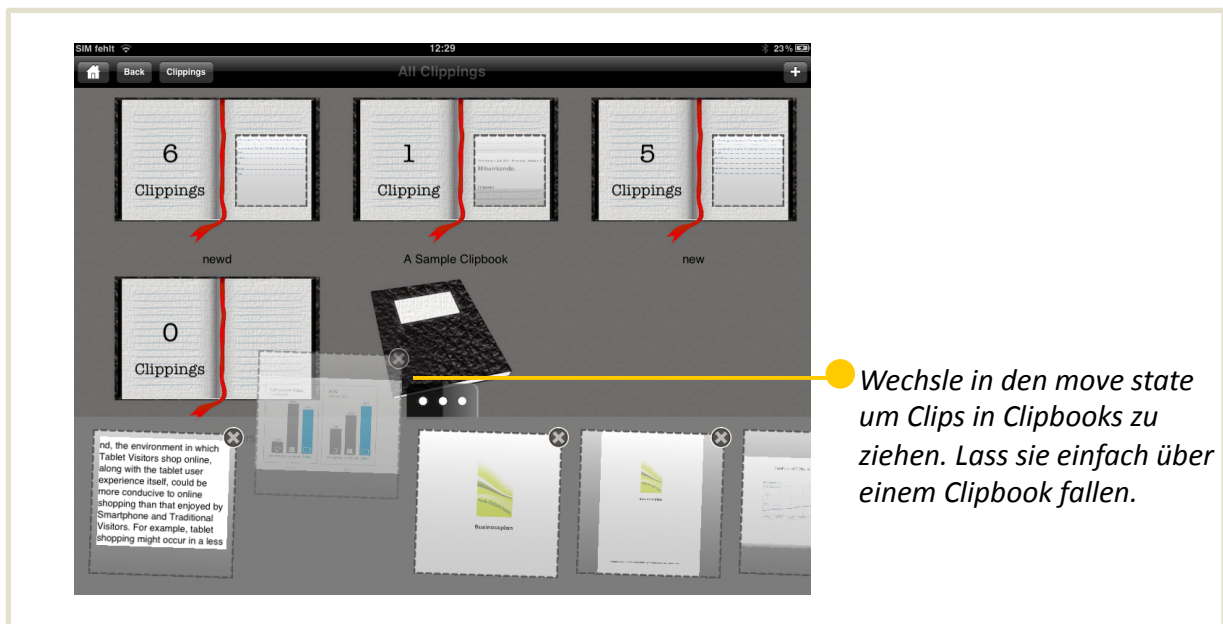 SIM fehlt 12:29 23 %
Back Clippings All Clippings +
6
Clippings
1
Clipping
5
Clippings
Mitwirkende
newd A Sample Clipbook new
0
Clippings
Wechsle in den move state
um Clips in Clipbooks zu
ziehen. Lass sie einfach über
einem Clipbook fallen.
nd, the environment in which
Tablet Visitors shop online,
along with the tablet user
experience itself, could be
more conducive to online
shopping than that enjoyed by
Smartphone and Traditional
Visitors. For example, tablet
shopping might occur in a less
Businessplan